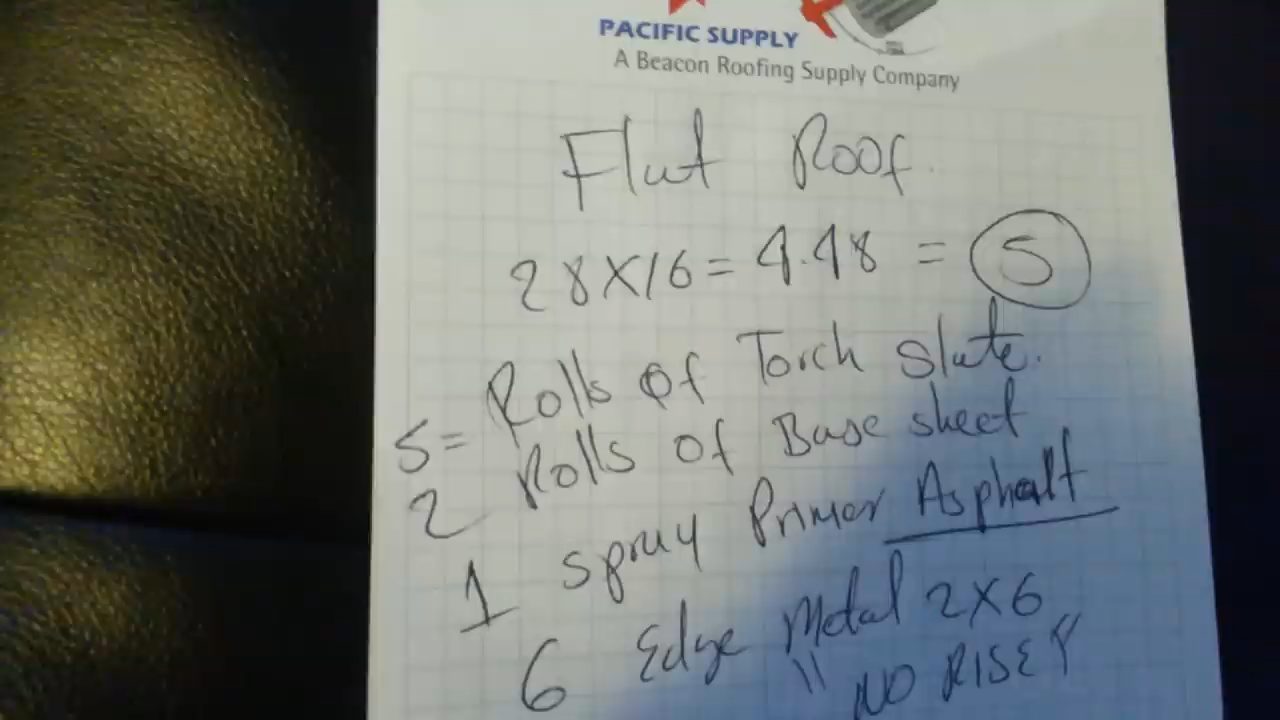 PACIFIC SUPPLY
A Beacon Roofing Supply Company
Flat Roof.
28X16 = 4.48 = 5
5= Rolls of Torch slate.
2 Rolls of Base sheet
1 spray Primer Asphalt
6 Edge Metal 2X6
"NO RISE"